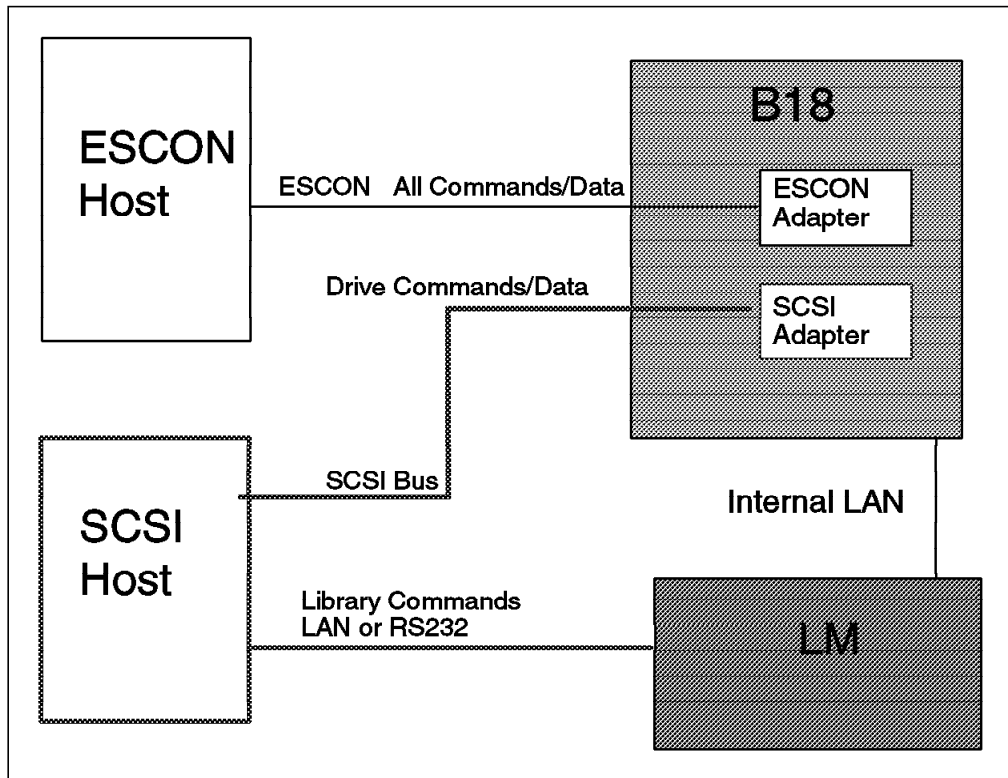 ESCON
Host
B18
ESCON All Commands/Data
ESCON
Adapter
Drive Commands/Data
SCSI
Adapter
SCSI Bus
SCSI
Host
Internal LAN
Library Commands
LAN or RS232
LM